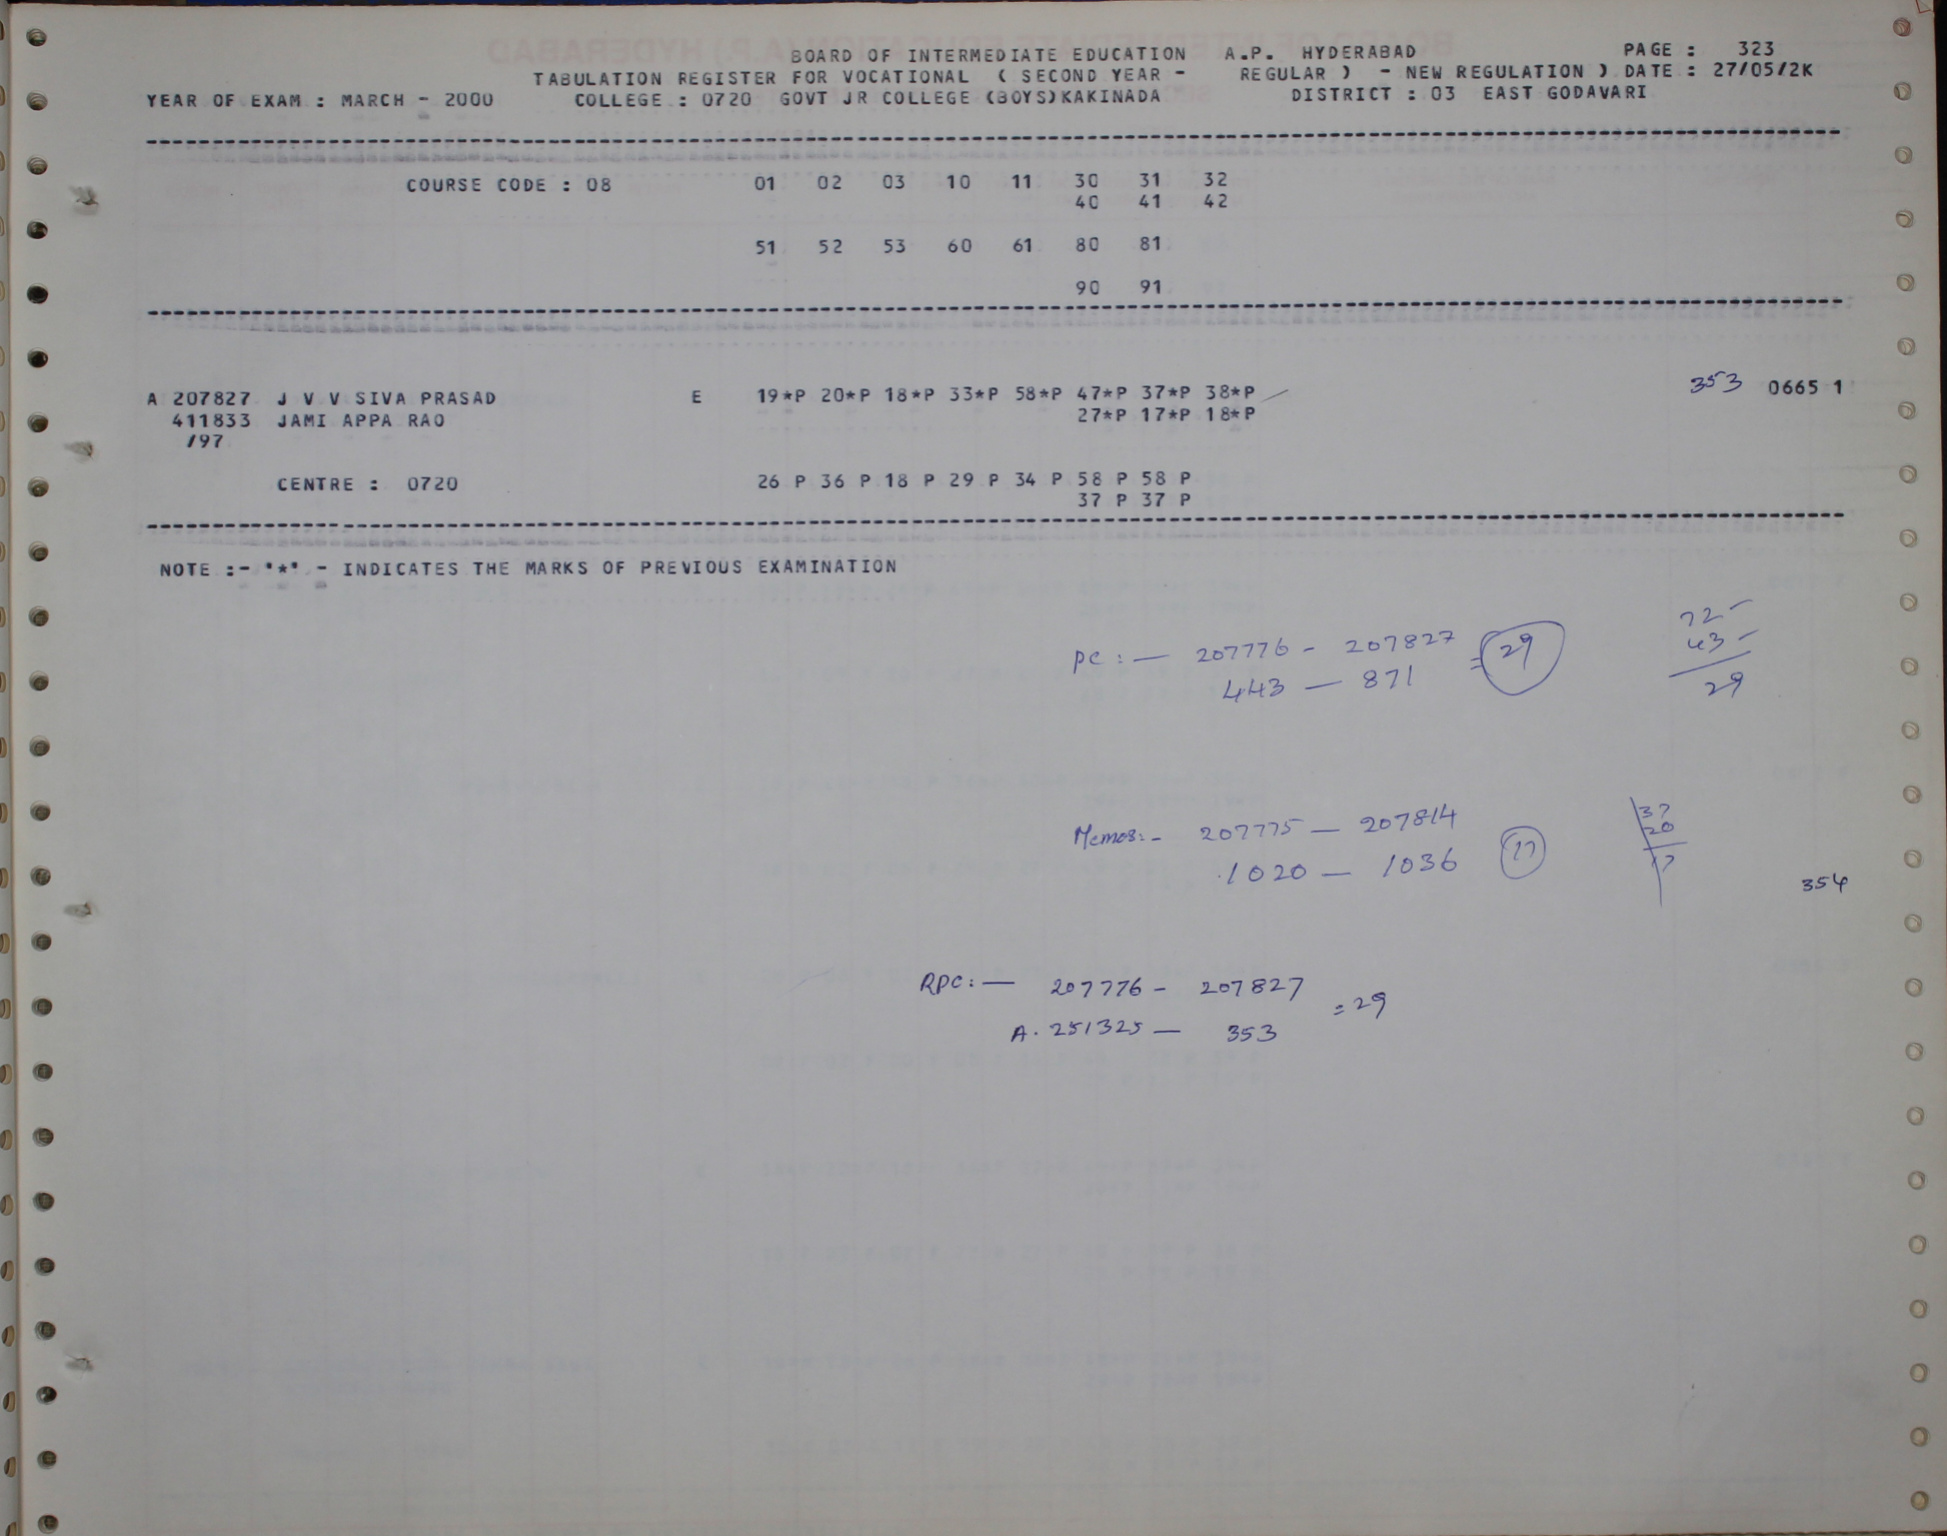 BOARD OF INTERMEDIATE EDUCATION A.P. HYDERABAD PAGE : 323
TABULATION REGISTER FOR VOCATIONAL ( SECOND YEAR - REGULAR ) - NEW REGULATION ) DATE : 27/05/2K
YEAR OF EXAM : MARCH - 2000 COLLEGE : 0720 GOVT JR COLLEGE (BOYS)KAKINADA DISTRICT : 03 EAST GODAVARI
COURSE CODE : 08 01 02 03 10 11 30 31 32
40 41 42
51 52 53 60 61 80 81
90 91
A 207827 J V V SIVA PRASAD E 19*P 20*P 18*P 33*P 58*P 47*P 37*P 38*P 353 0665 1
411833 JAMI APPA RAO 27*P 17*P 18*P
/97
CENTRE : 0720 26 P 36 P 18 P 29 P 34 P 58 P 58 P
37 P 37 P
NOTE :- '*' - INDICATES THE MARKS OF PREVIOUS EXAMINATION
PC :- 207776 - 207827 = 29
443 - 871
72 -
43 -
29
Memos:- 207775 - 207814
1020 - 1036 17
37
20
17
354
RPC :- 207776 - 207827 = 29
A. 251325 - 353